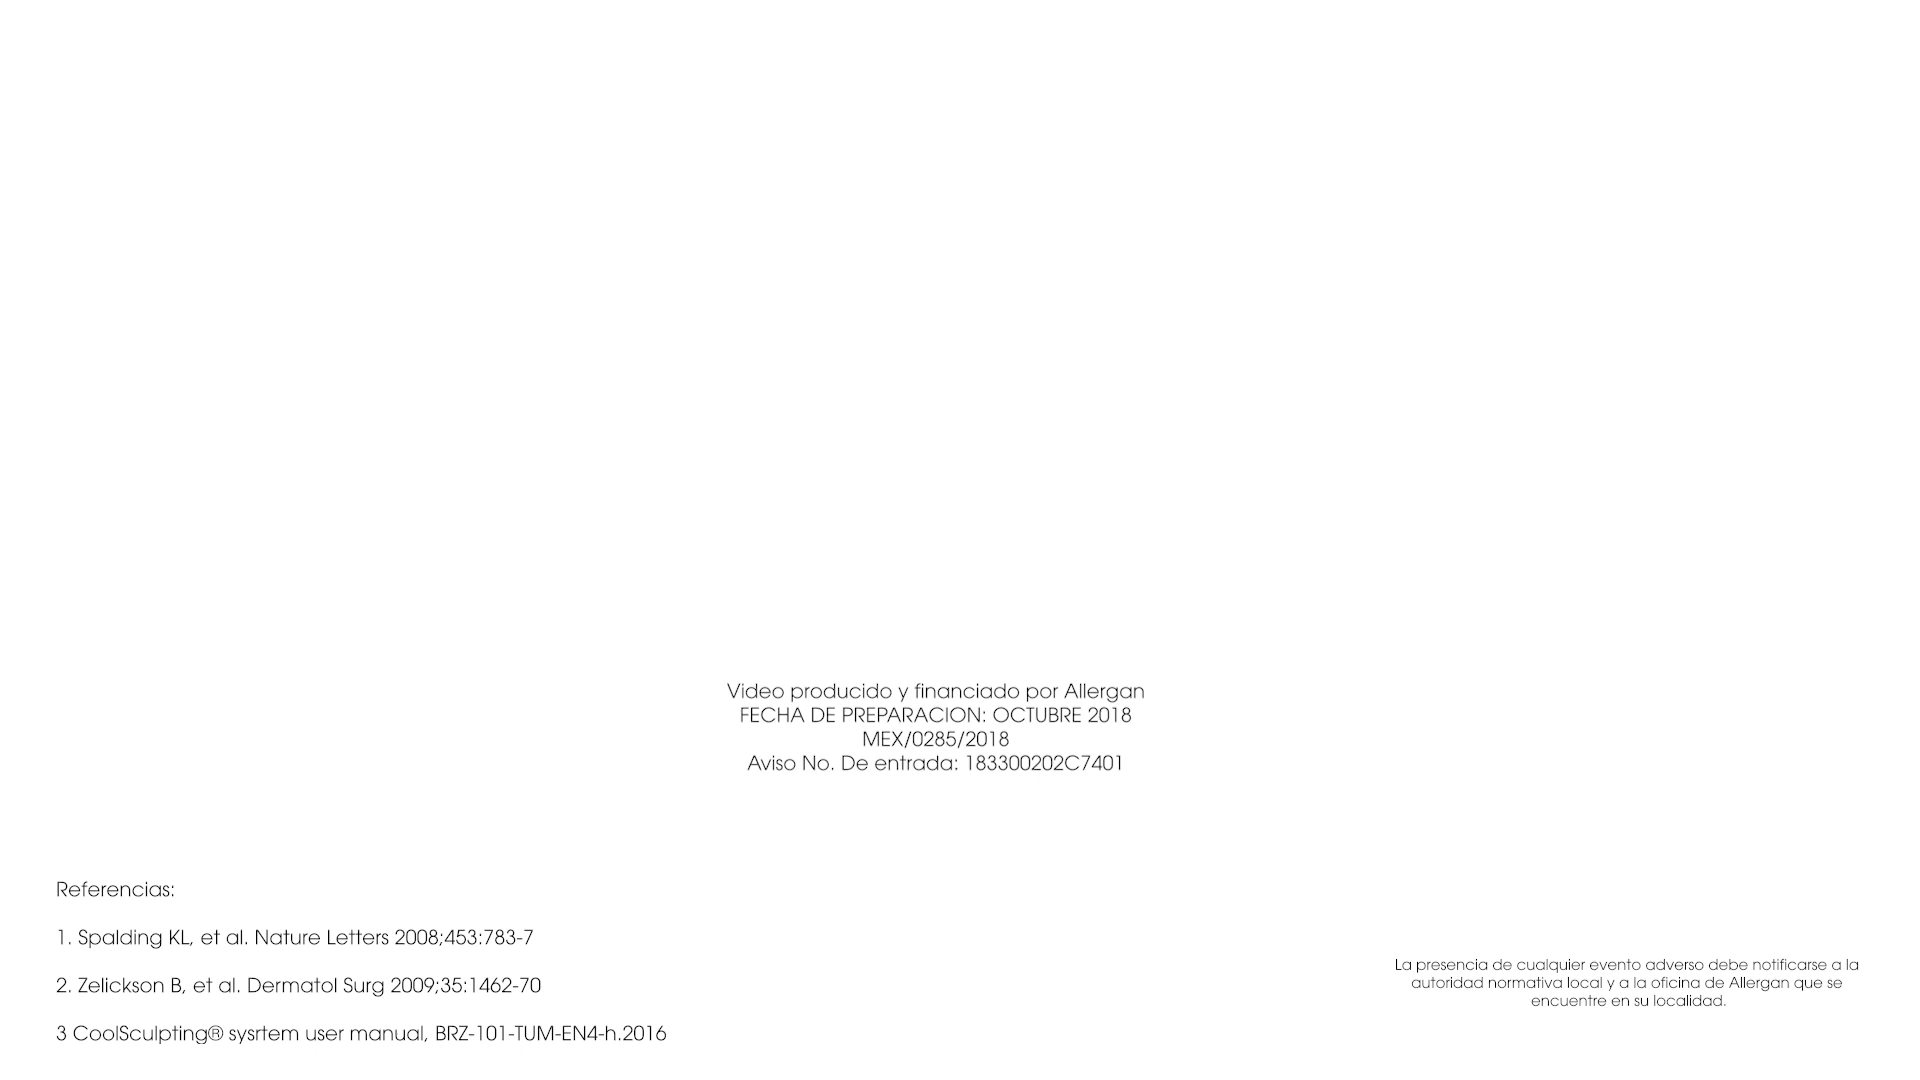 Video producido y financiado por Allergan
FECHA DE PREPARACION: OCTUBRE 2018
MEX/0285/2018
Aviso No. De entrada: 183300202C7401
Referencias:
1. Spalding KL, et al. Nature Letters 2008;453:783-7
2. Zelickson B, et al. Dermatol Surg 2009;35:1462-70
3 CoolSculpting® sysrtem user manual, BRZ-101-TUM-EN4-h.2016
La presencia de cualquier evento adverso debe notificarse a la
autoridad normativa local y a la oficina de Allergan que se
encuentre en su localidad.